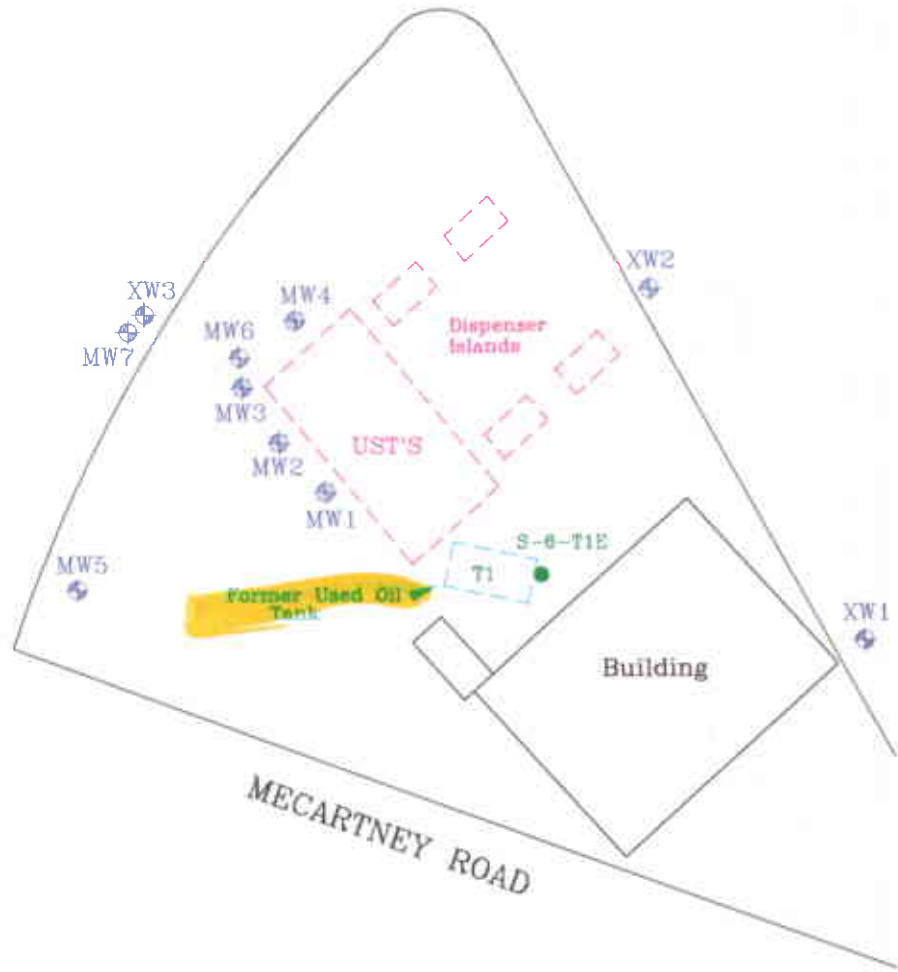 XW2
XW3
MW4
MW7
MW6
Dispenser
Islands
MW3
UST'S
MW2
MW1
S-6-T1E
T1
MW5
Former Used Oil
Tank
XW1
Building
MECARTNEY ROAD